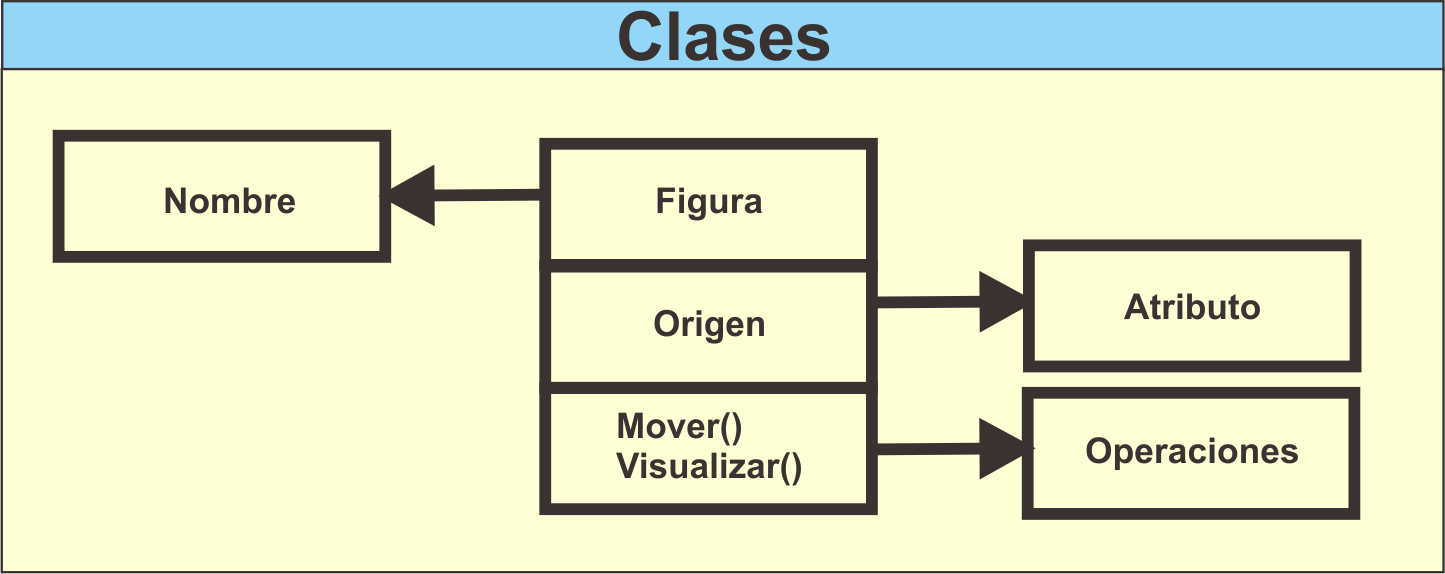 Clases
Nombre
Figura
Origen
Atributo
Mover()
Visualizar()
Operaciones